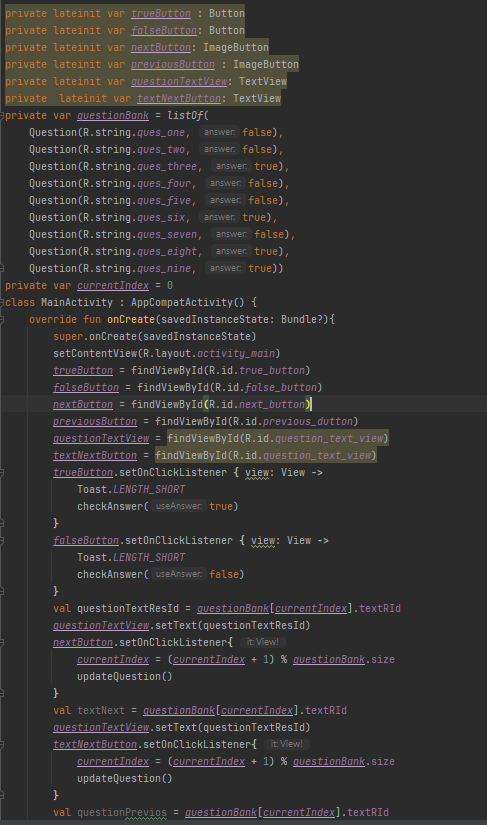 private lateinit var trueButton : Button
private lateinit var falseButton: Button
private lateinit var nextButton: ImageButton
private lateinit var previousButton : ImageButton
private lateinit var questionTextView: TextView
private  lateinit var textNextButton: TextView
private var questionBank = listOf(
    Question(R.string.ques_one, answer: false),
    Question(R.string.ques_two, answer: false),
    Question(R.string.ques_three, answer: true),
    Question(R.string.ques_four, answer: false),
    Question(R.string.ques_five, answer: false),
    Question(R.string.ques_six, answer: true),
    Question(R.string.ques_seven, answer: false),
    Question(R.string.ques_eight, answer: true),
    Question(R.string.ques_nine, answer: true))
private var currentIndex = 0
class MainActivity : AppCompatActivity() {
    override fun onCreate(savedInstanceState: Bundle?){
        super.onCreate(savedInstanceState)
        setContentView(R.layout.activity_main)
        trueButton = findViewById(R.id.true_button)
        falseButton = findViewById(R.id.false_button)
        nextButton = findViewById(R.id.next_button)
        previousButton = findViewById(R.id.previous_dutton)
        questionTextView = findViewById(R.id.question_text_view)
        textNextButton = findViewById(R.id.question_text_view)
        trueButton.setOnClickListener { view: View ->
            Toast.LENGTH_SHORT
            checkAnswer( useAnswer: true)
        }
        falseButton.setOnClickListener { view: View ->
            Toast.LENGTH_SHORT
            checkAnswer( useAnswer: false)
        }
        val questionTextResId = questionBank[currentIndex].textRId
        questionTextView.setText(questionTextResId)
        nextButton.setOnClickListener{ it: View!
            currentIndex = (currentIndex + 1) % questionBank.size
            updateQuestion()
        }
        val textNext = questionBank[currentIndex].textRId
        questionTextView.setText(questionTextResId)
        textNextButton.setOnClickListener{ it: View!
            currentIndex = (currentIndex + 1) % questionBank.size
            updateQuestion()
        }
        val questionPrevios = questionBank[currentIndex].textRId